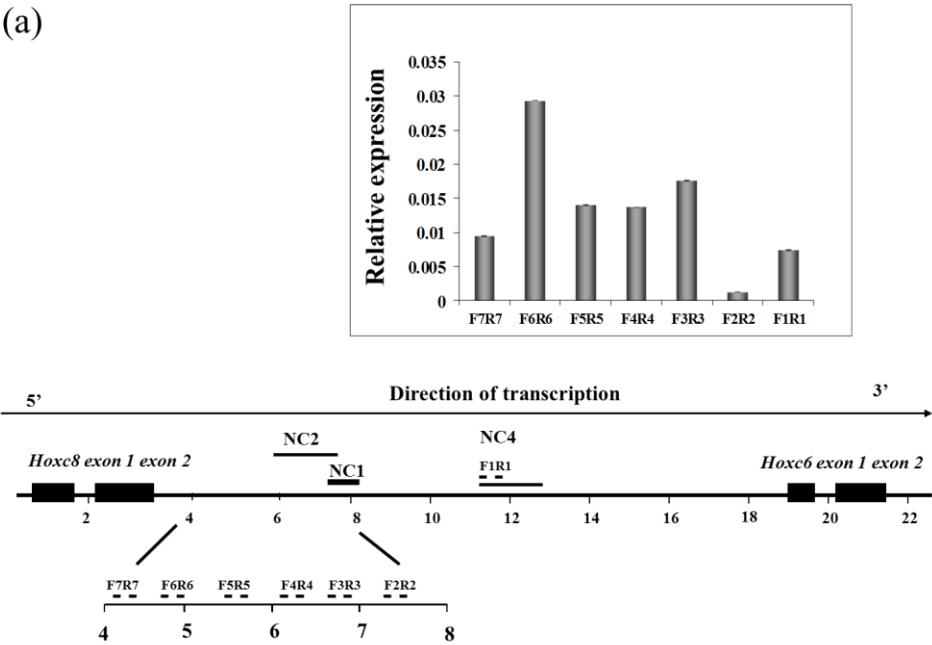 (a)
Relative expression
0.035
0.03
0.025
0.02
0.015
0.01
0.005
0
F7R7 F6R6 F5R5 F4R4 F3R3 F2R2 F1R1
5’ Direction of transcription 3’
NC2 NC4
Hoxc8 exon 1 exon 2 NC1 F1R1 Hoxc6 exon 1 exon 2
2 4 6 8 10 12 14 16 18 20 22
F7R7 F6R6 F5R5 F4R4 F3R3 F2R2
4 5 6 7 8